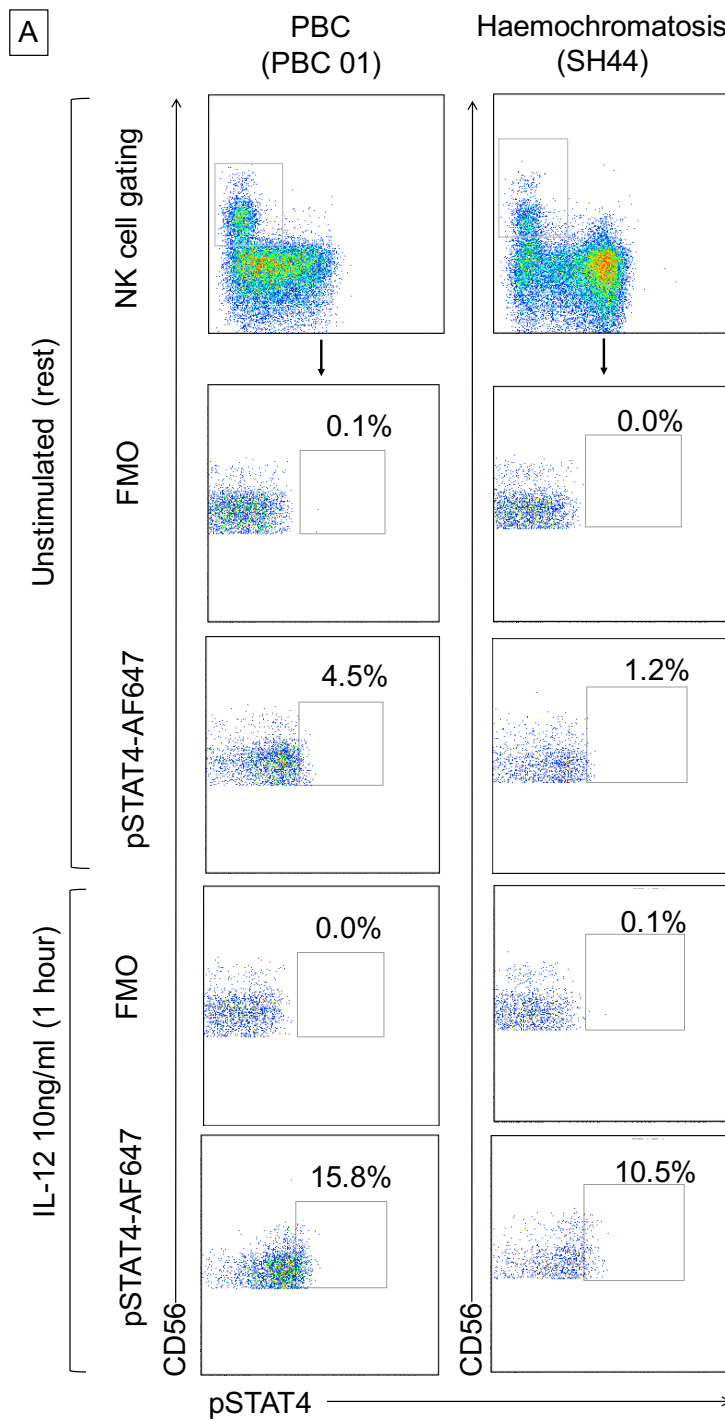 A
PBC
(PBC 01)
Haemochromatosis
(SH44)
Unstimulated (rest)
NK cell gating
FMO
0.1%
0.0%
pSTAT4-AF647
4.5%
1.2%
IL-12 10ng/ml (1 hour)
FMO
0.0%
0.1%
pSTAT4-AF647
15.8%
10.5%
CD56
CD56
pSTAT4